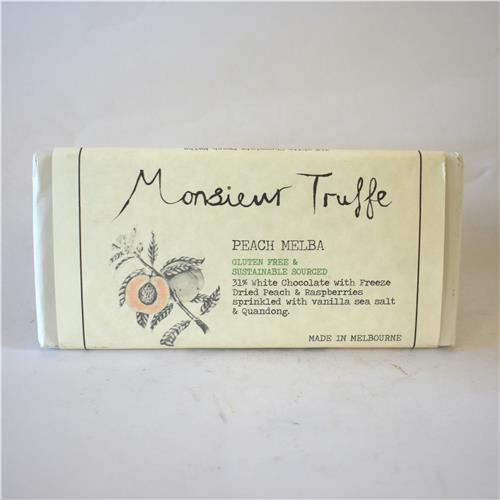 Monsieur Truffe
PEACH MELBA
GLUTEN FREE &
SUSTAINABLE SOURCED
31% White Chocolate with Freeze
Dried Peach & Raspberries
sprinkled with vanilla sea salt
& Quandong.
MADE IN MELBOURNE